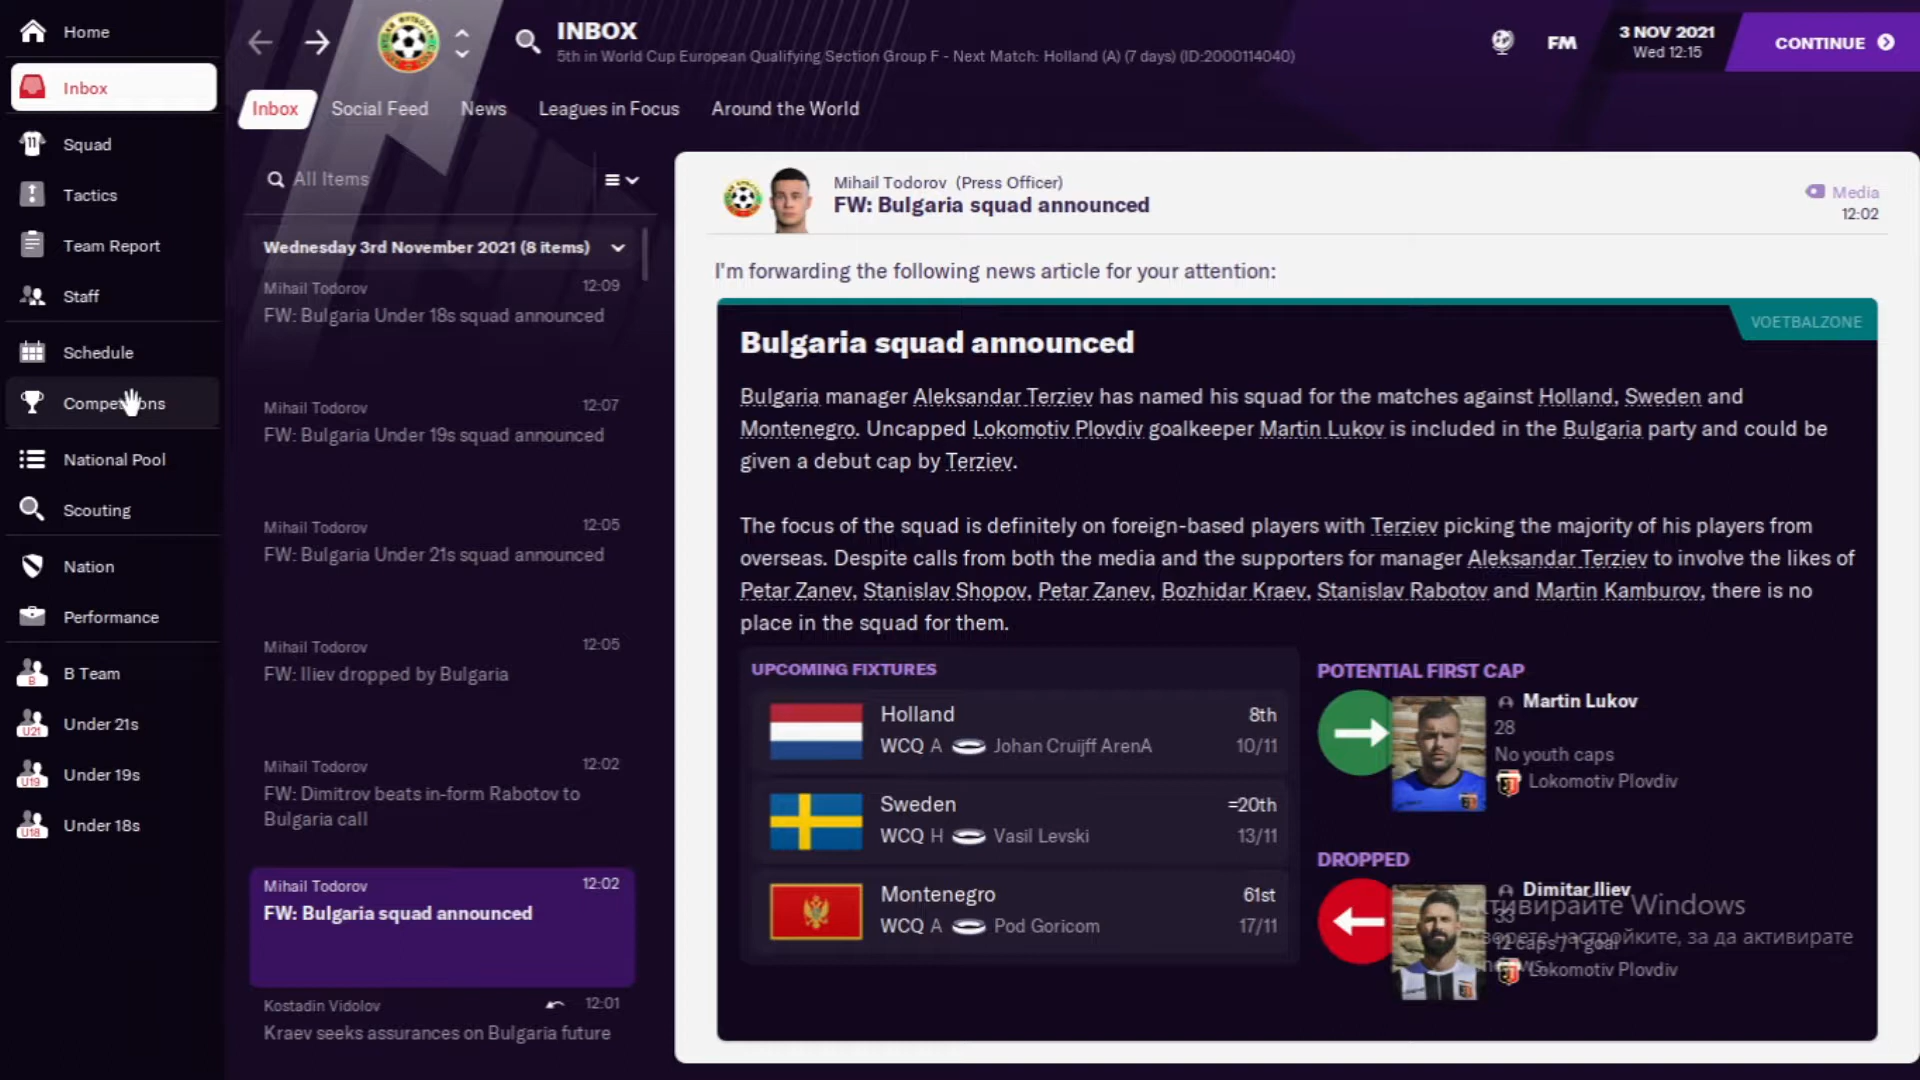 Home
Inbox
Squad
Tactics
Team Report
Staff
Schedule
National Pool
Scouting
Nation
Performance
B Team
Under 21s
Under 19s
Under 18s
INBOX
5th in World Cup European Qualifying Section Group F - Next Match: Holland (A) (7 days) (ID:2000114040)
FM
3 NOV 2021
Wed 12:15
CONTINUE
Inbox
Social Feed
News
Leagues in Focus
Around the World
All Items
Wednesday 3rd November 2021 (8 items)
Mihail Todorov 12:09
FW: Bulgaria Under 18s squad announced
Mihail Todorov 12:07
FW: Bulgaria Under 19s squad announced
Mihail Todorov 12:05
FW: Bulgaria Under 21s squad announced
Mihail Todorov 12:05
FW: Iliev dropped by Bulgaria
Mihail Todorov 12:02
FW: Dimitrov beats in-form Rabotov to
Bulgaria call
Mihail Todorov 12:02
FW: Bulgaria squad announced
Kostadin Vidolov 12:01
Kraev seeks assurances on Bulgaria future
Mihail Todorov (Press Officer)
FW: Bulgaria squad announced
Media
12:02
I'm forwarding the following news article for your attention:
VOETBALZONE
Bulgaria squad announced
Bulgaria manager Aleksandar Terziev has named his squad for the matches against Holland, Sweden and
Montenegro. Uncapped Lokomotiv Plovdiv goalkeeper Martin Lukov is included in the Bulgaria party and could be
given a debut cap by Terziev.
The focus of the squad is definitely on foreign-based players with Terziev picking the majority of his players from
overseas. Despite calls from both the media and the supporters for manager Aleksandar Terziev to involve the likes of
Petar Zanev, Stanislav Shopov, Petar Zanev, Bozhidar Kraev, Stanislav Rabotov and Martin Kamburov, there is no
place in the squad for them.
UPCOMING FIXTURES
Holland 8th
WCQ A Johan Cruijff ArenA 10/11
Sweden =20th
WCQ H Vasil Levski 13/11
Montenegro 61st
WCQ A Pod Goricom 17/11
POTENTIAL FIRST CAP
Martin Lukov
28
No youth caps
Lokomotiv Plovdiv
DROPPED
Dimitar Iliev
33
12 caps / 1 goal
Lokomotiv Plovdiv
Windows
настройките, за да активирате